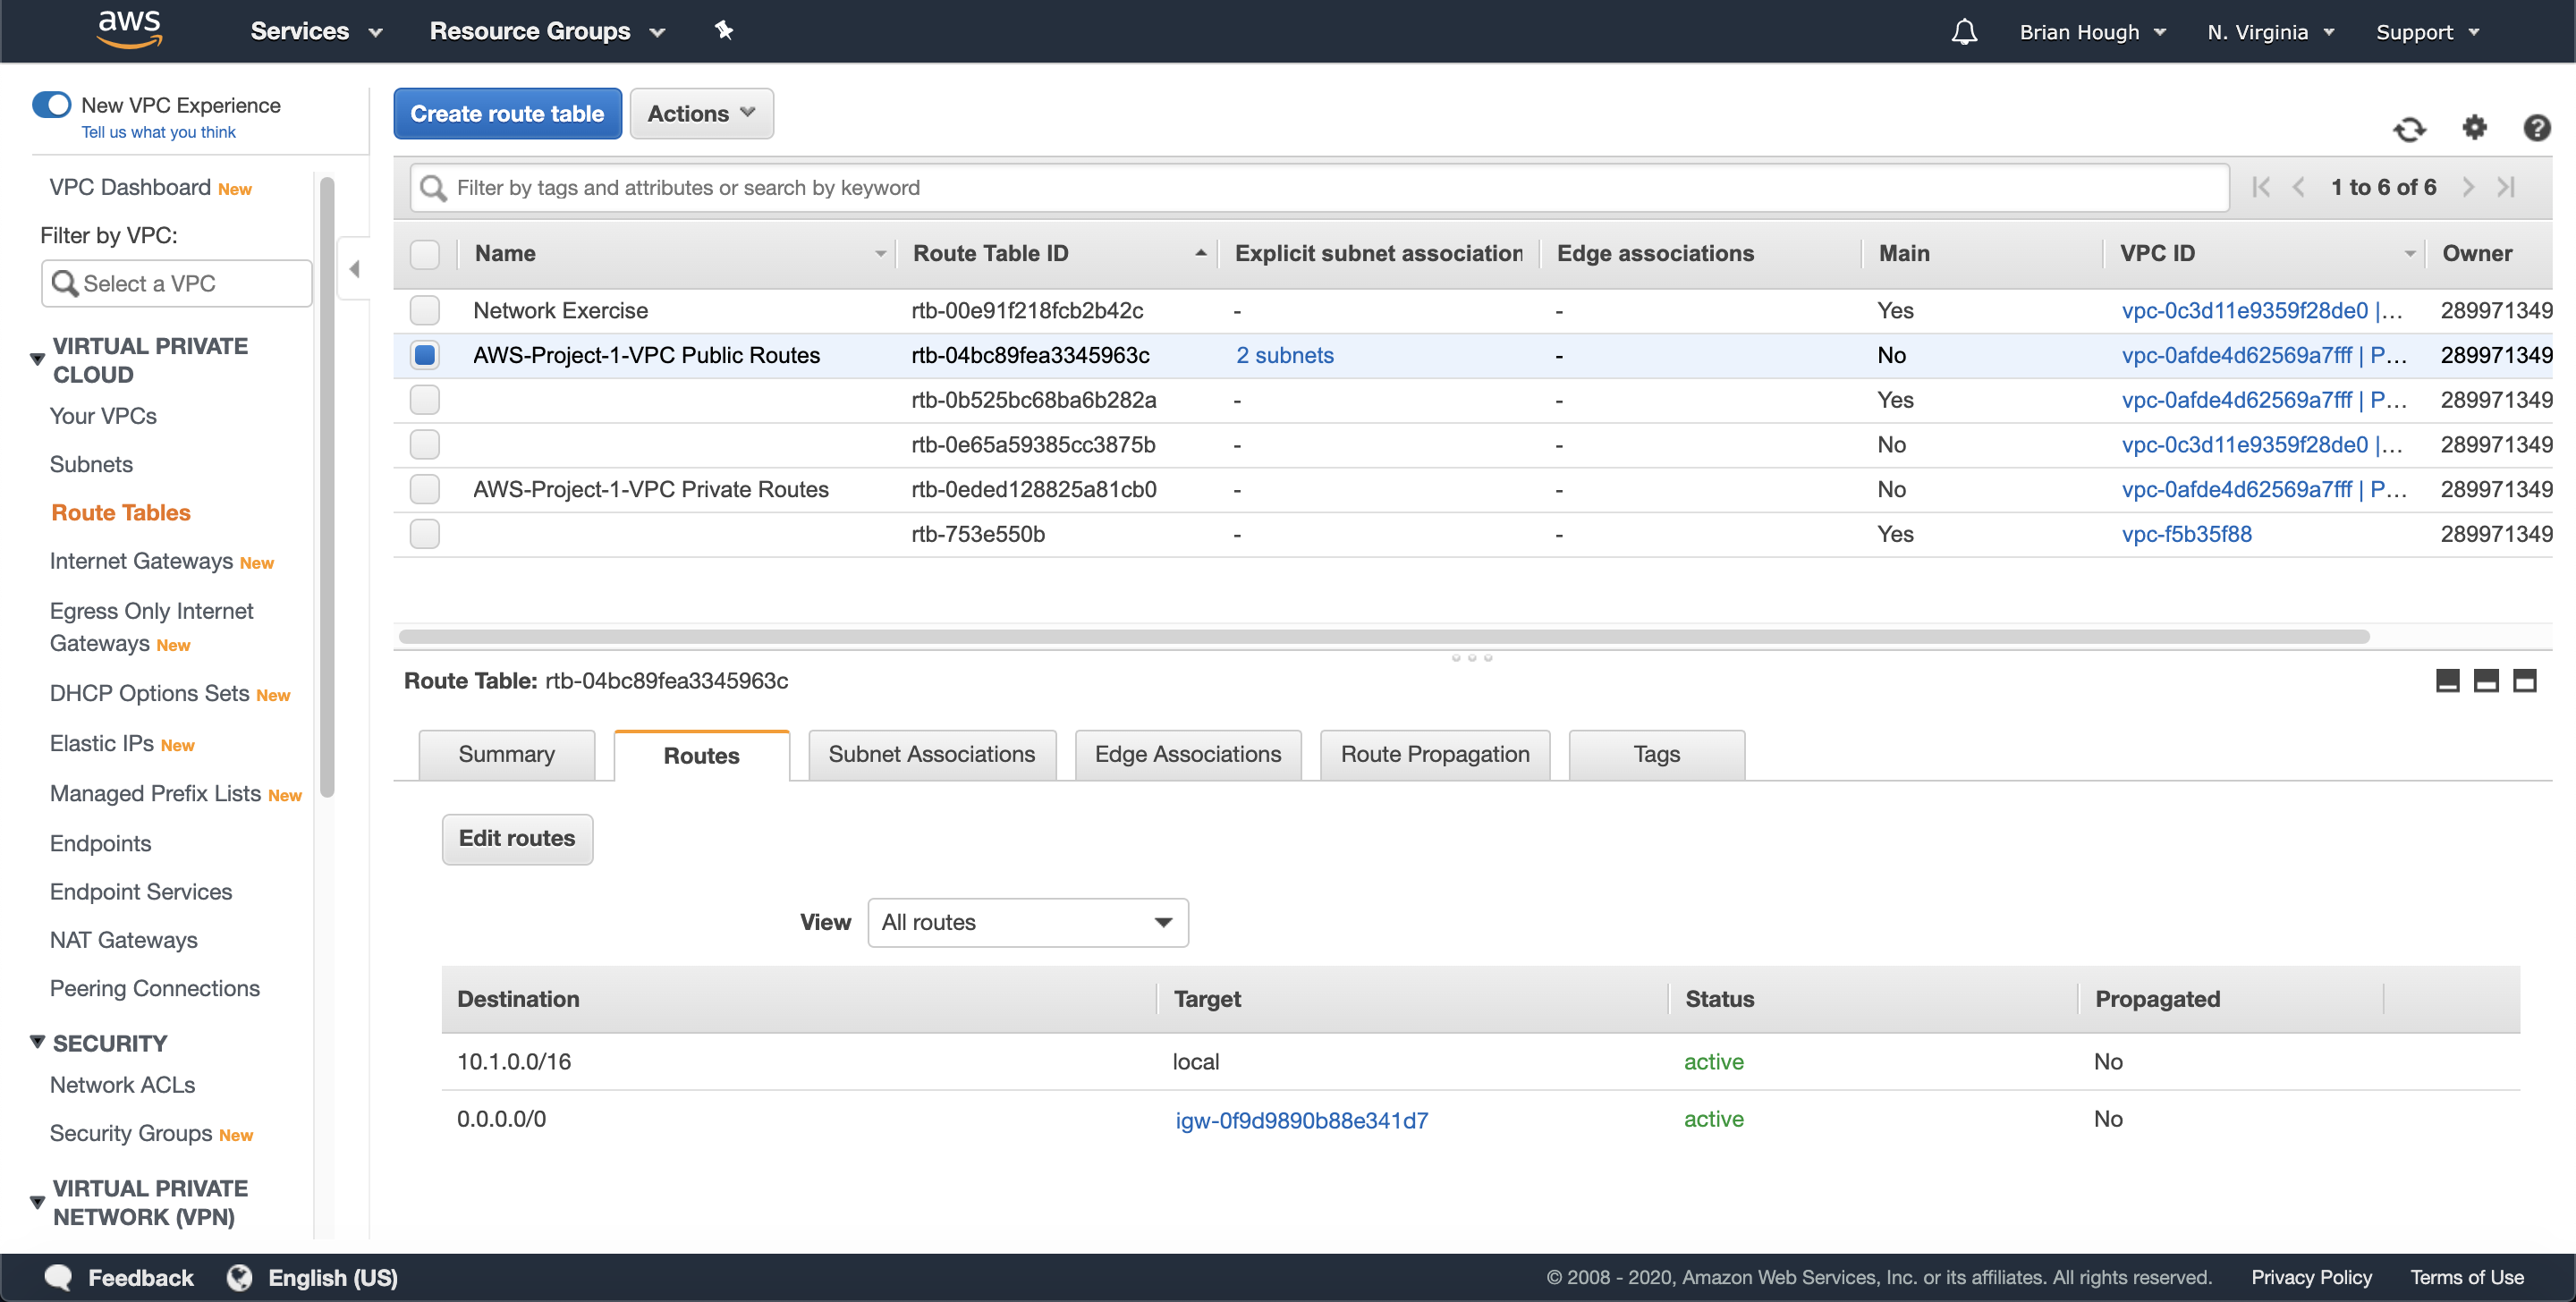 aws
Services
Resource Groups
Brian Hough
N. Virginia
Support
New VPC Experience
Tell us what you think
VPC Dashboard New
Filter by VPC:
Select a VPC
VIRTUAL PRIVATE
CLOUD
Your VPCs
Subnets
Route Tables
Internet Gateways New
Egress Only Internet
Gateways New
DHCP Options Sets New
Elastic IPs New
Managed Prefix Lists New
Endpoints
Endpoint Services
NAT Gateways
Peering Connections
SECURITY
Network ACLs
Security Groups New
VIRTUAL PRIVATE
NETWORK (VPN)
Create route table
Actions
Filter by tags and attributes or search by keyword
1 to 6 of 6
Name Route Table ID Explicit subnet association Edge associations Main VPC ID Owner
Network Exercise rtb-00e91f218fcb2b42c - - Yes vpc-0c3d11e9359f28de0 |... 289971349
AWS-Project-1-VPC Public Routes rtb-04bc89fea3345963c 2 subnets - No vpc-0afde4d62569a7fff | P... 289971349
rtb-0b525bc68ba6b282a - - Yes vpc-0afde4d62569a7fff | P... 289971349
rtb-0e65a59385cc3875b - - No vpc-0c3d11e9359f28de0 |... 289971349
AWS-Project-1-VPC Private Routes rtb-0eded128825a81cb0 - - No vpc-0afde4d62569a7fff | P... 289971349
rtb-753e550b - - Yes vpc-f5b35f88 289971349
Route Table: rtb-04bc89fea3345963c
Summary Routes Subnet Associations Edge Associations Route Propagation Tags
Edit routes
View All routes
Destination Target Status Propagated
10.1.0.0/16 local active No
0.0.0.0/0 igw-0f9d9890b88e341d7 active No
Feedback
English (US)
© 2008 - 2020, Amazon Web Services, Inc. or its affiliates. All rights reserved.
Privacy Policy
Terms of Use